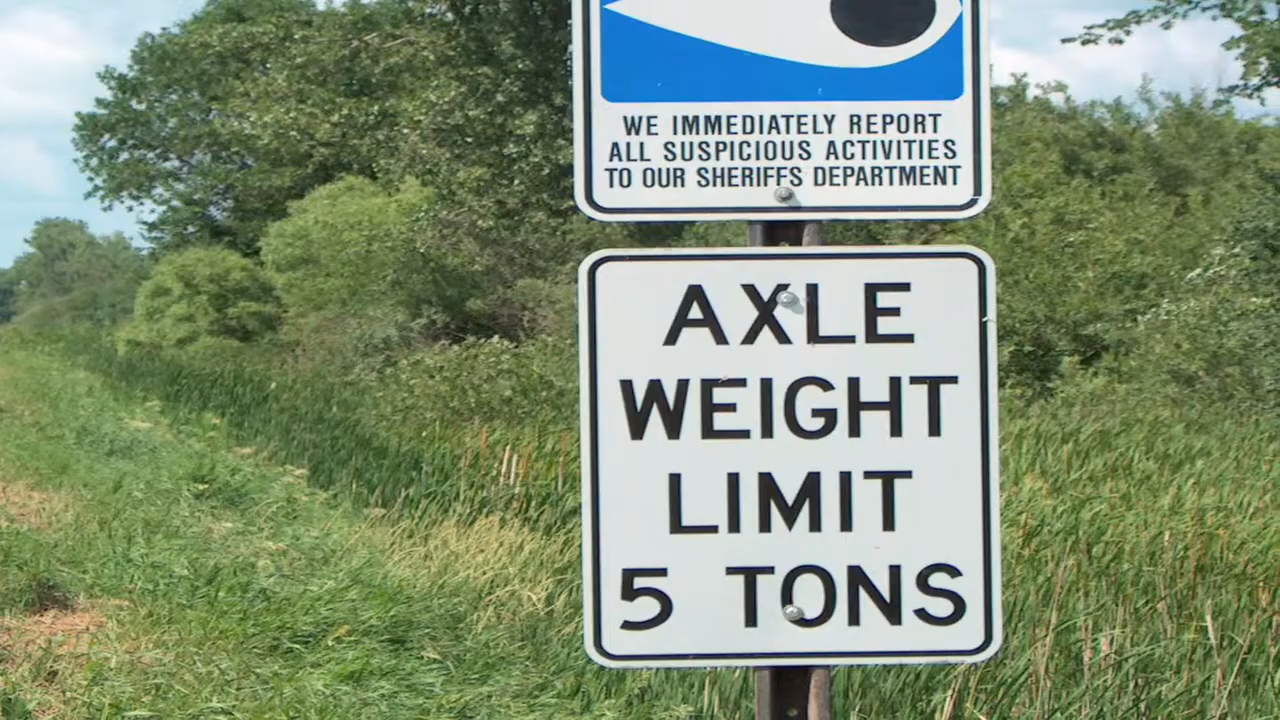 WE IMMEDIATELY REPORT
ALL SUSPICIOUS ACTIVITIES
TO OUR SHERIFFS DEPARTMENT
AXLE
WEIGHT
LIMIT
5 TONS